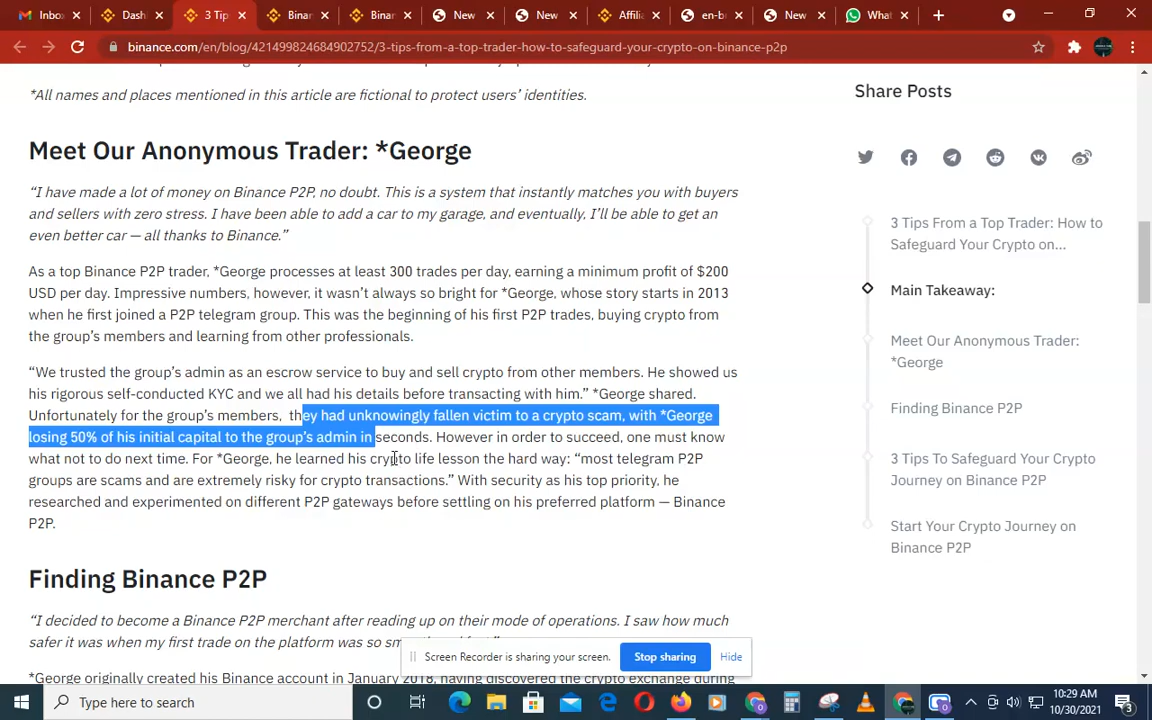 Inbox
Dash
3 Tip
Binan
Binan
New
New
Affilia
en-b
New
What
binance.com/en/blog/421499824684902752/3-tips-from-a-top-trader-how-to-safeguard-your-crypto-on-binance-p2p
*All names and places mentioned in this article are fictional to protect users' identities.
Meet Our Anonymous Trader: *George
“I have made a lot of money on Binance P2P, no doubt. This is a system that instantly matches you with buyers
and sellers with zero stress. I have been able to add a car to my garage, and eventually, I’ll be able to get an
even better car — all thanks to Binance.”
As a top Binance P2P trader, *George processes at least 300 trades per day, earning a minimum profit of $200
USD per day. Impressive numbers, however, it wasn’t always so bright for *George, whose story starts in 2013
when he first joined a P2P telegram group. This was the beginning of his first P2P trades, buying crypto from
the group’s members and learning from other professionals.
“We trusted the group’s admin as an escrow service to buy and sell crypto from other members. He showed us
his rigorous self-conducted KYC and we all had his details before transacting with him.” *George shared.
Unfortunately for the group’s members, they had unknowingly fallen victim to a crypto scam, with *George
losing 50% of his initial capital to the group’s admin in seconds. However in order to succeed, one must know
what not to do next time. For *George, he learned his crypto life lesson the hard way: “most telegram P2P
groups are scams and are extremely risky for crypto transactions.” With security as his top priority, he
researched and experimented on different P2P gateways before settling on his preferred platform — Binance
P2P.
Finding Binance P2P
“I decided to become a Binance P2P merchant after reading up on their mode of operations. I saw how much
safer it was when my first trade on the platform was so
*George originally created his Binance account in January 2018, having discovered the crypto exchange during
Share Posts
3 Tips From a Top Trader: How to
Safeguard Your Crypto on...
Main Takeaway:
Meet Our Anonymous Trader:
*George
Finding Binance P2P
3 Tips To Safeguard Your Crypto
Journey on Binance P2P
Start Your Crypto Journey on
Binance P2P
Screen Recorder is sharing your screen.
Stop sharing
Hide
Type here to search
10:29 AM
10/30/2021
3